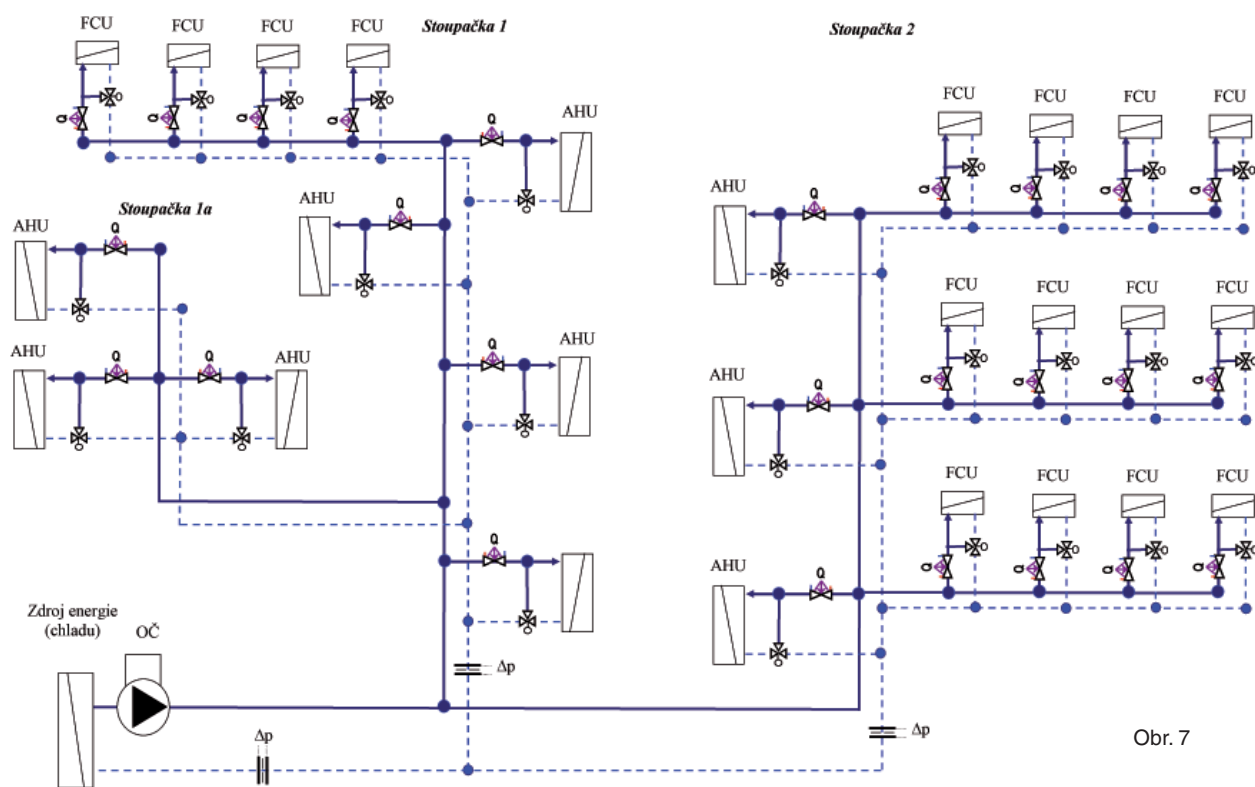 FCU FCU FCU FCU
Stoupačka 1
Stoupačka 2
Q Q Q Q
Q
AHU
FCU FCU FCU FCU
Stoupačka 1a
AHU
Q
AHU
Q
AHU
Q
Q Q Q Q
AHU
Q
Q
AHU
Q
AHU
FCU FCU FCU FCU
AHU
Q
Q Q Q Q
Q
FCU FCU FCU FCU
AHU
Q
Q Q Q Q
Zdroj energie
(chladu)
OČ
Δp
Δp
Δp
Obr. 7